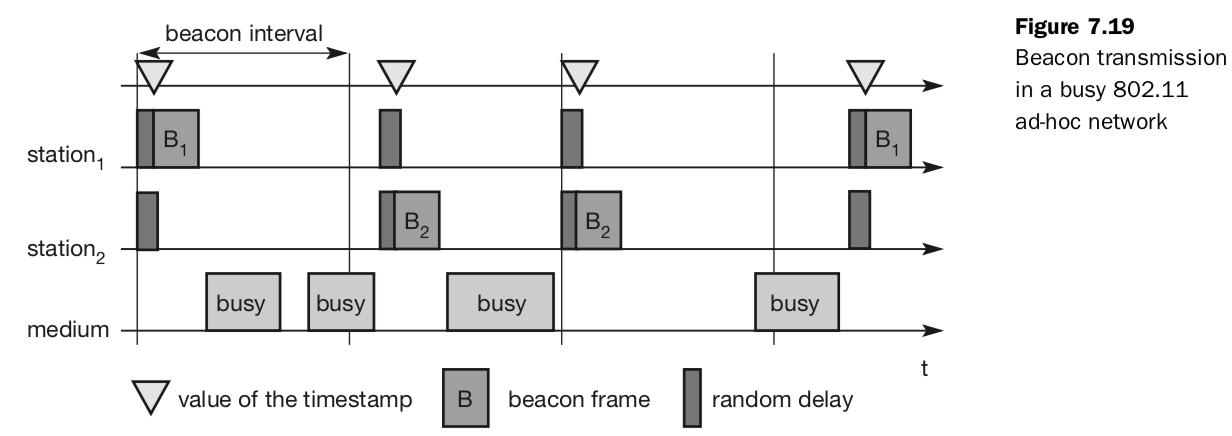 beacon interval
Figure 7.19
Beacon transmission
in a busy 802.11
ad-hoc network
station1
B1
B1
station2
B2
B2
medium
busy
busy
busy
busy
t
value of the timestamp
B
beacon frame
random delay